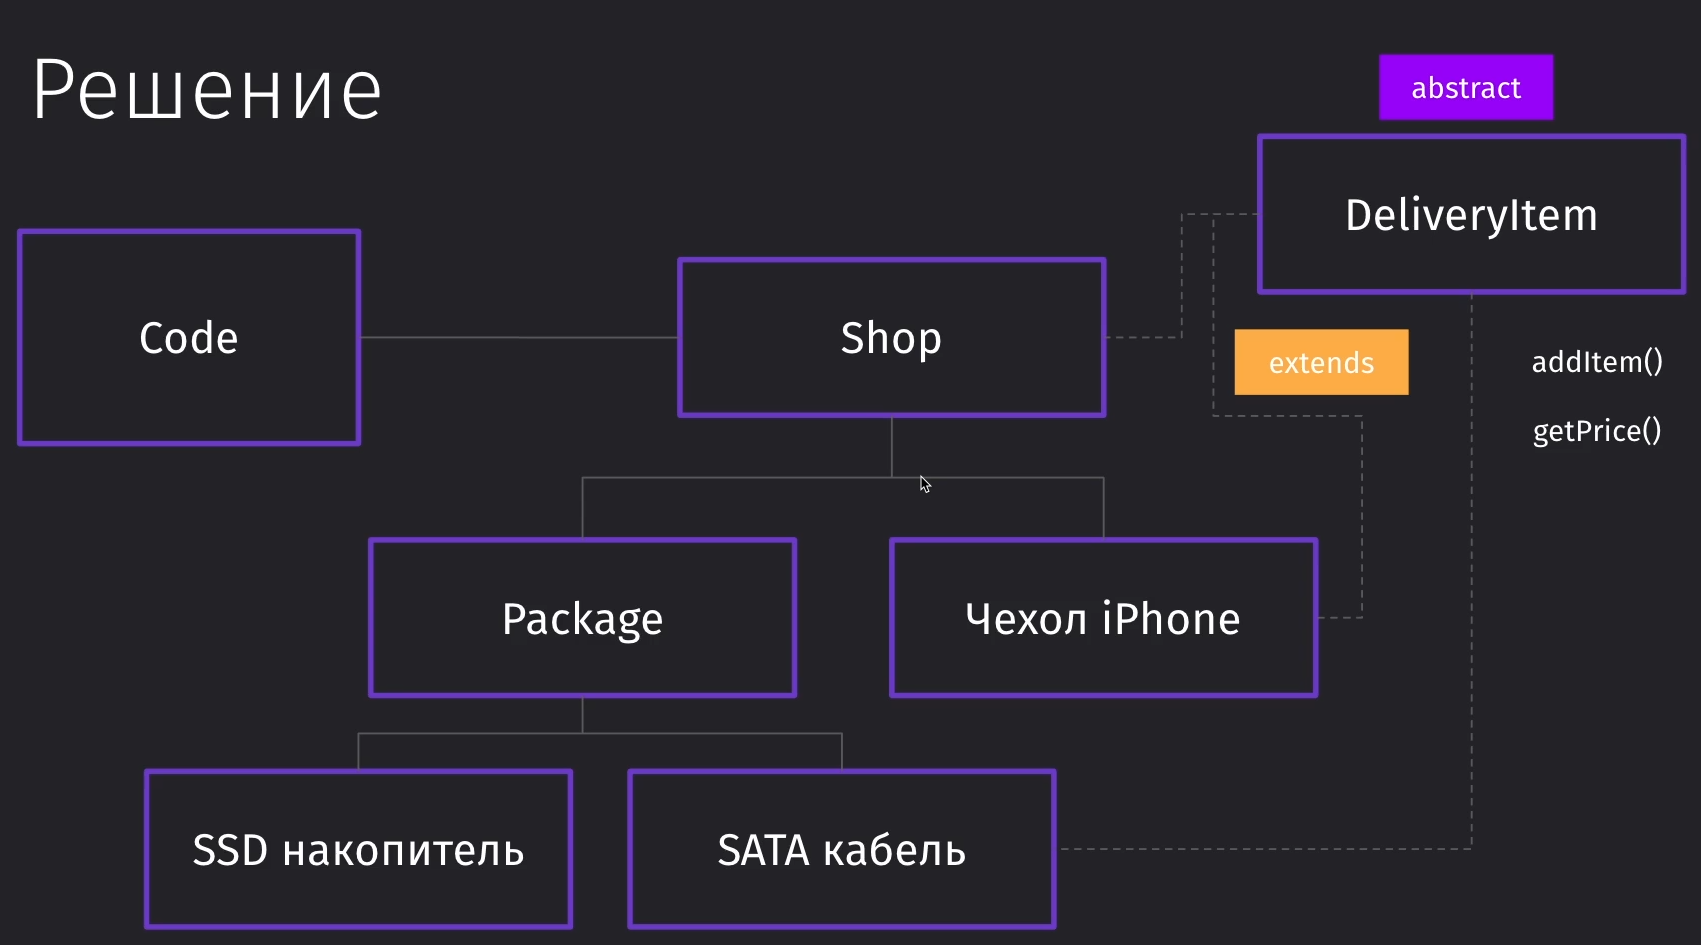 Решение
abstract
DeliveryItem
Code
Shop
extends
addItem()
getPrice()
Package
Чехол iPhone
SSD накопитель
SATA кабель